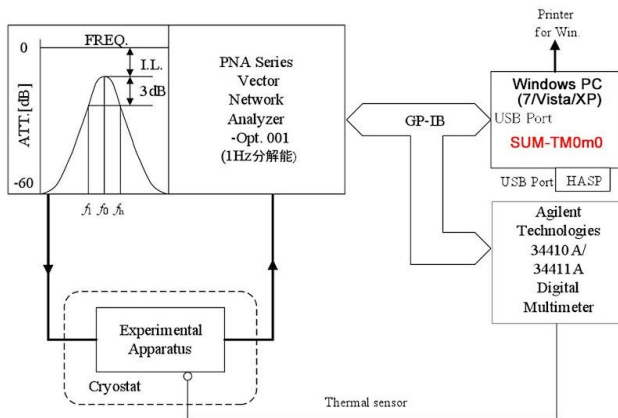 FREQ.
0
I.L.
3dB
ATT.[dB]
-60
f1 f0 fh
PNA Series
Vector
Network
Analyzer
-Opt. 001
(1Hz分解能)
GP-IB
Printer
for Win.
Windows PC
(7/Vista/XP)
USB Port
SUM-TM0m0
USB Port
HASP
Agilent
Technologies
34410A/
34411A
Digital
Multimeter
Experimental
Apparatus
Cryostat
Thermal sensor